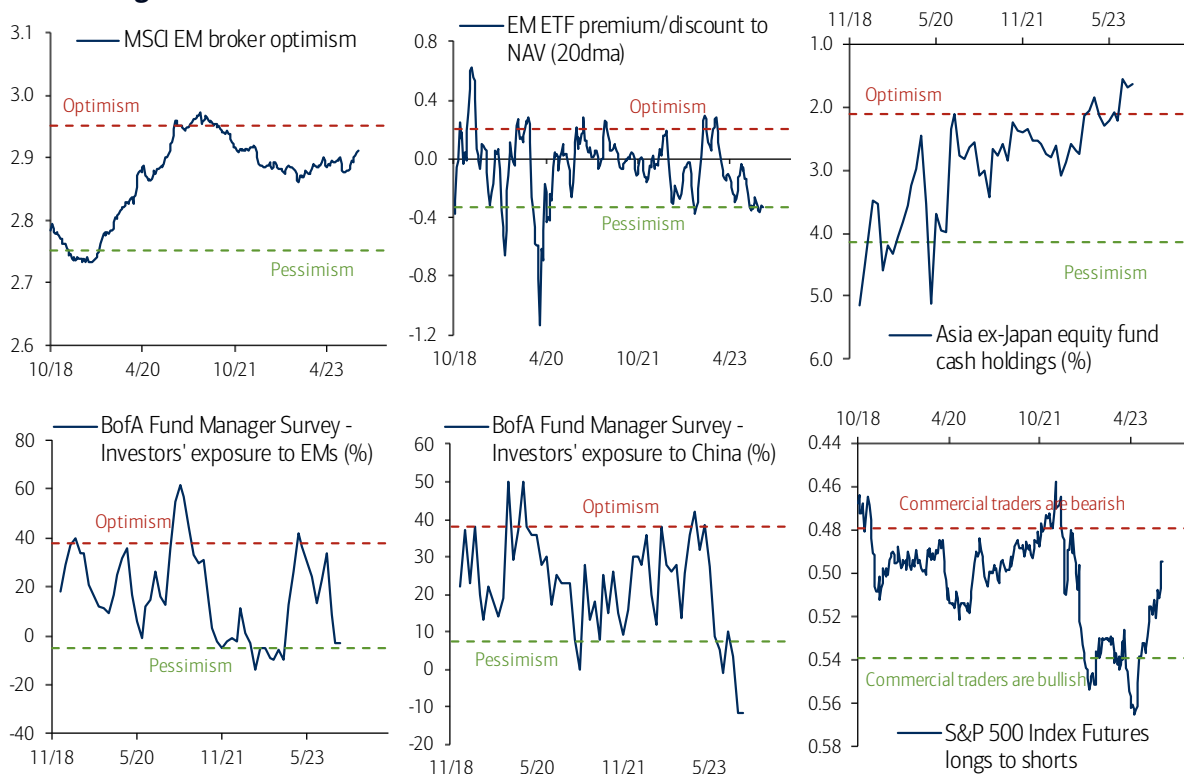 MSCI EM broker optimism
3.1
3.0
2.9
2.8
2.7
2.6
Optimism
Pessimism
10/18
4/20
10/21
4/23
EM ETF premium/discount to
NAV (20dma)
0.8
0.4
0.0
-0.4
-0.8
-1.2
Optimism
Pessimism
10/18
4/20
10/21
4/23
11/18
5/20
11/21
5/23
1.0
2.0
3.0
4.0
5.0
6.0
Optimism
Pessimism
Asia ex-Japan equity fund
cash holdings (%)
BofA Fund Manager Survey -
Investors' exposure to EMs (%)
80
60
40
20
0
-20
-40
Optimism
Pessimism
11/18
5/20
11/21
5/23
BofA Fund Manager Survey -
Investors' exposure to China (%)
60
50
40
30
20
10
0
-10
-20
Optimism
Pessimism
11/18
5/20
11/21
5/23
10/18
4/20
10/21
4/23
0.44
0.46
0.48
0.50
0.52
0.54
0.56
0.58
Commercial traders are bearish
Commercial traders are bullish
S&P 500 Index Futures
longs to shorts